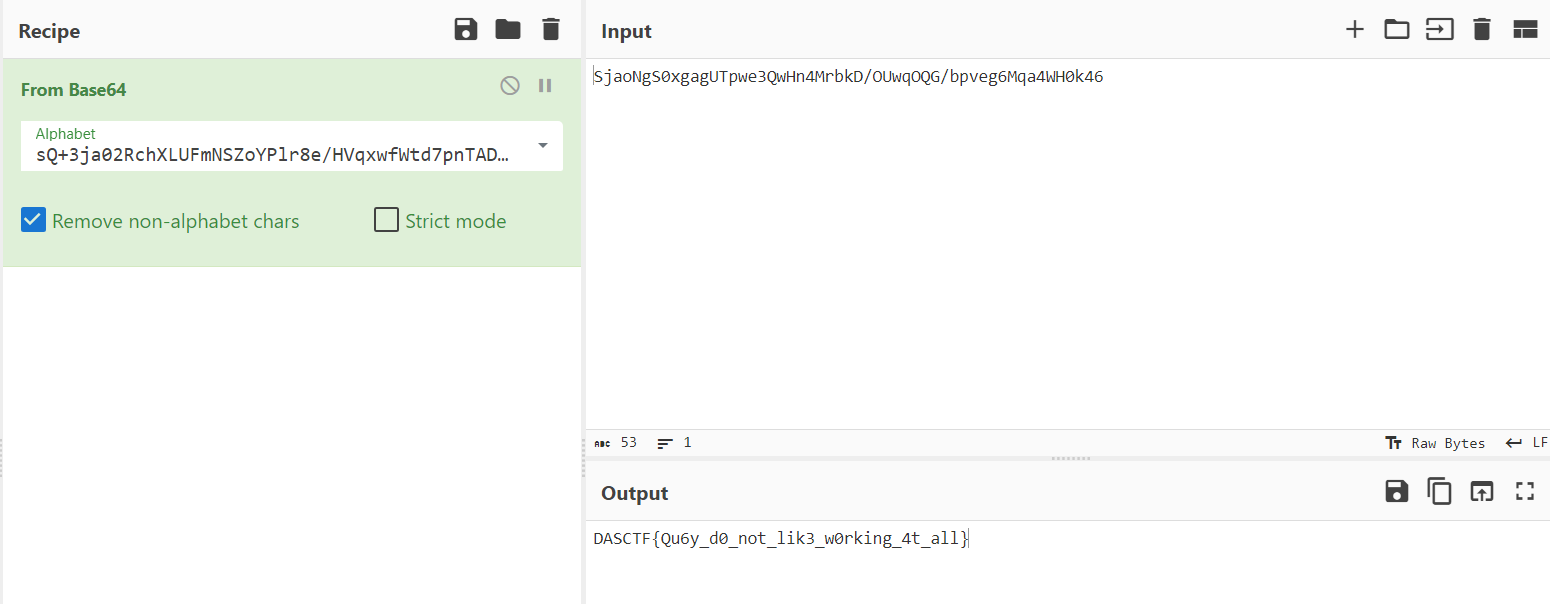 Recipe
Input
From Base64
Alphabet
sQ+3ja02RchXLUFmNSZoYPlr8e/HVqxwfWtd7pnTAD…
Remove non-alphabet chars
Strict mode
SjaoNgS0xgagUTpwe3QwHn4MrbkD/OUwqOQG/bpveg6Mqa4WH0k46
ABC 53
1
Tт Raw Bytes
LF
Output
DASCTF{Qu6y_d0_not_lik3_w0rking_4t_all}